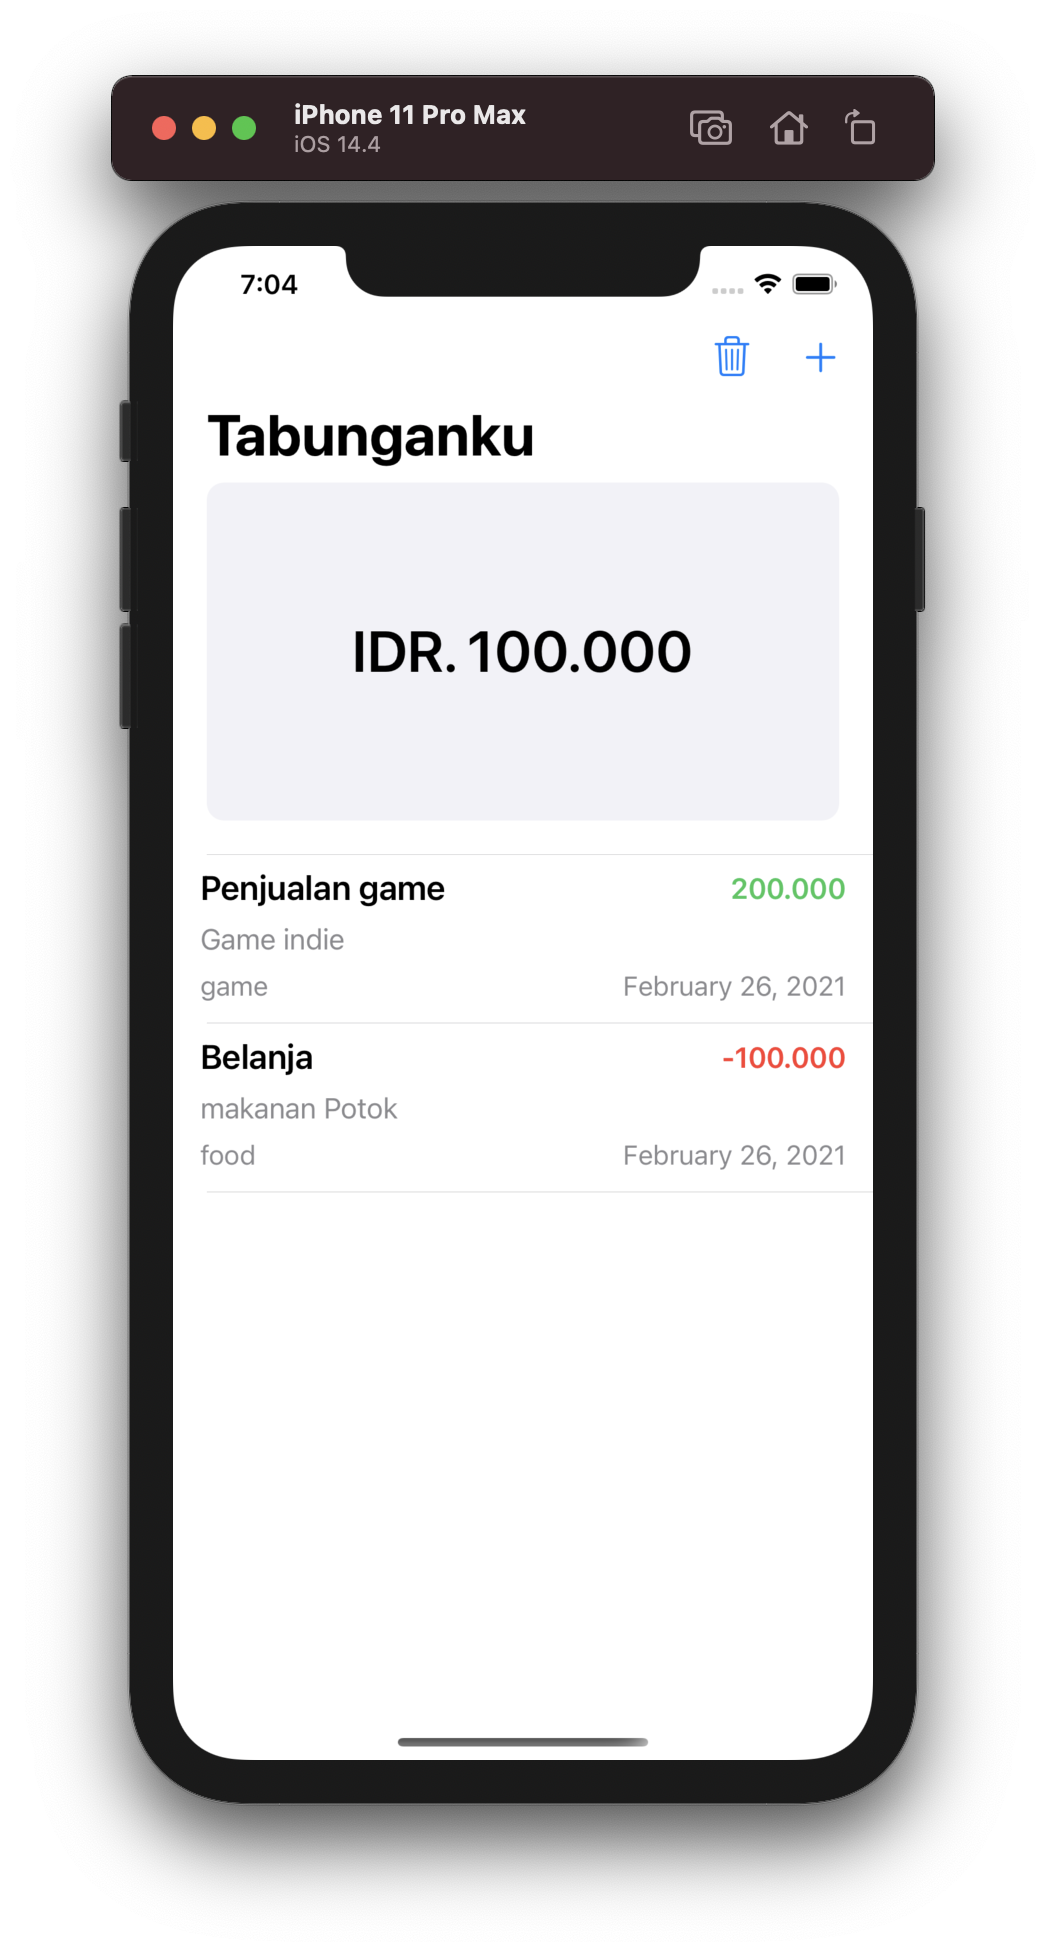 iPhone 11 Pro Max
iOS 14.4
7:04
Tabunganku
IDR. 100.000
Penjualan game 200.000
Game indie
game February 26, 2021
Belanja -100.000
makanan Potok
food February 26, 2021